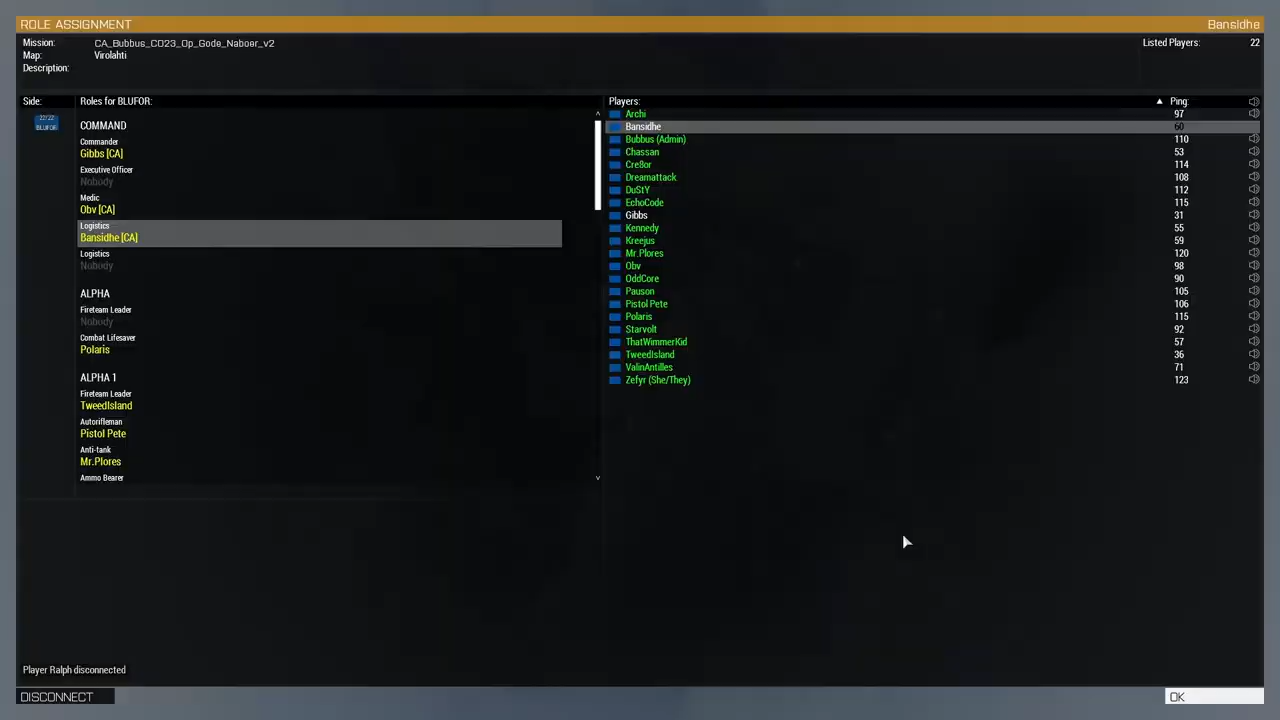 ROLE ASSIGNMENT
Bansidhe
Mission: CA_Bubbus_CO23_Op_Gode_Naboer_v2
Listed Players: 22
Map: Virolahti
Description:
Side:
22/22
BLUFOR
Roles for BLUFOR:
COMMAND
Commander
Gibbs [CA]
Executive Officer
Nobody
Medic
Obv [CA]
Logistics
Bansidhe [CA]
Logistics
Nobody
ALPHA
Fireteam Leader
Nobody
Combat Lifesaver
Polaris
ALPHA 1
Fireteam Leader
TweedIsland
Autorifleman
Pistol Pete
Anti-tank
Mr.Plores
Ammo Bearer
Players: Ping:
Archi 97
Bansidhe 60
Bubbus (Admin) 110
Chassan 53
Cre8or 114
Dreamattack 108
DuStY 112
EchoCode 115
Gibbs 31
Kennedy 55
Kreejus 59
Mr.Plores 120
Obv 98
OddCore 90
Pauson 105
Pistol Pete 106
Polaris 115
Starvolt 92
ThatWimmerKid 57
TweedIsland 36
ValinAntilles 71
Zefyr (She/They) 123
Player Ralph disconnected
DISCONNECT
OK